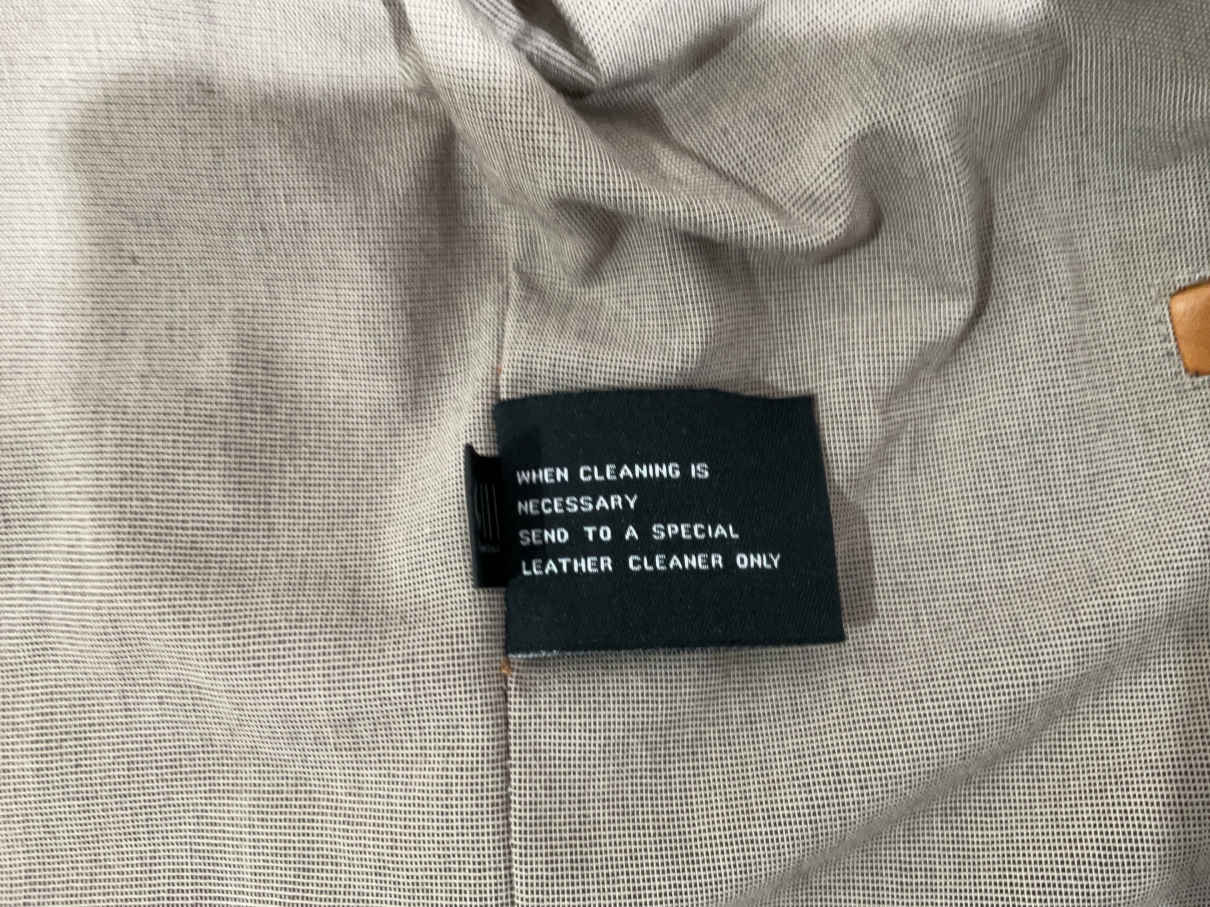 WHEN CLEANING IS
NECESSARY
SEND TO A SPECIAL
LEATHER CLEANER ONLY